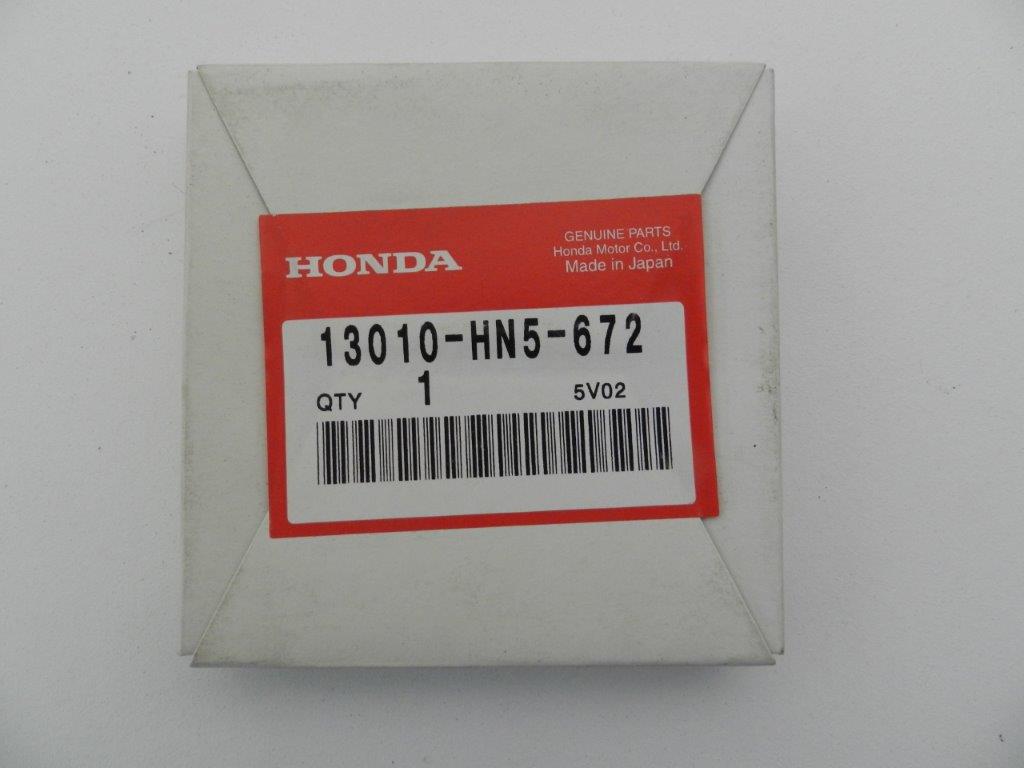 HONDA
GENUINE PARTS
Honda Motor Co., Ltd.
Made in Japan
13010-HN5-672
QTY 1 5V02